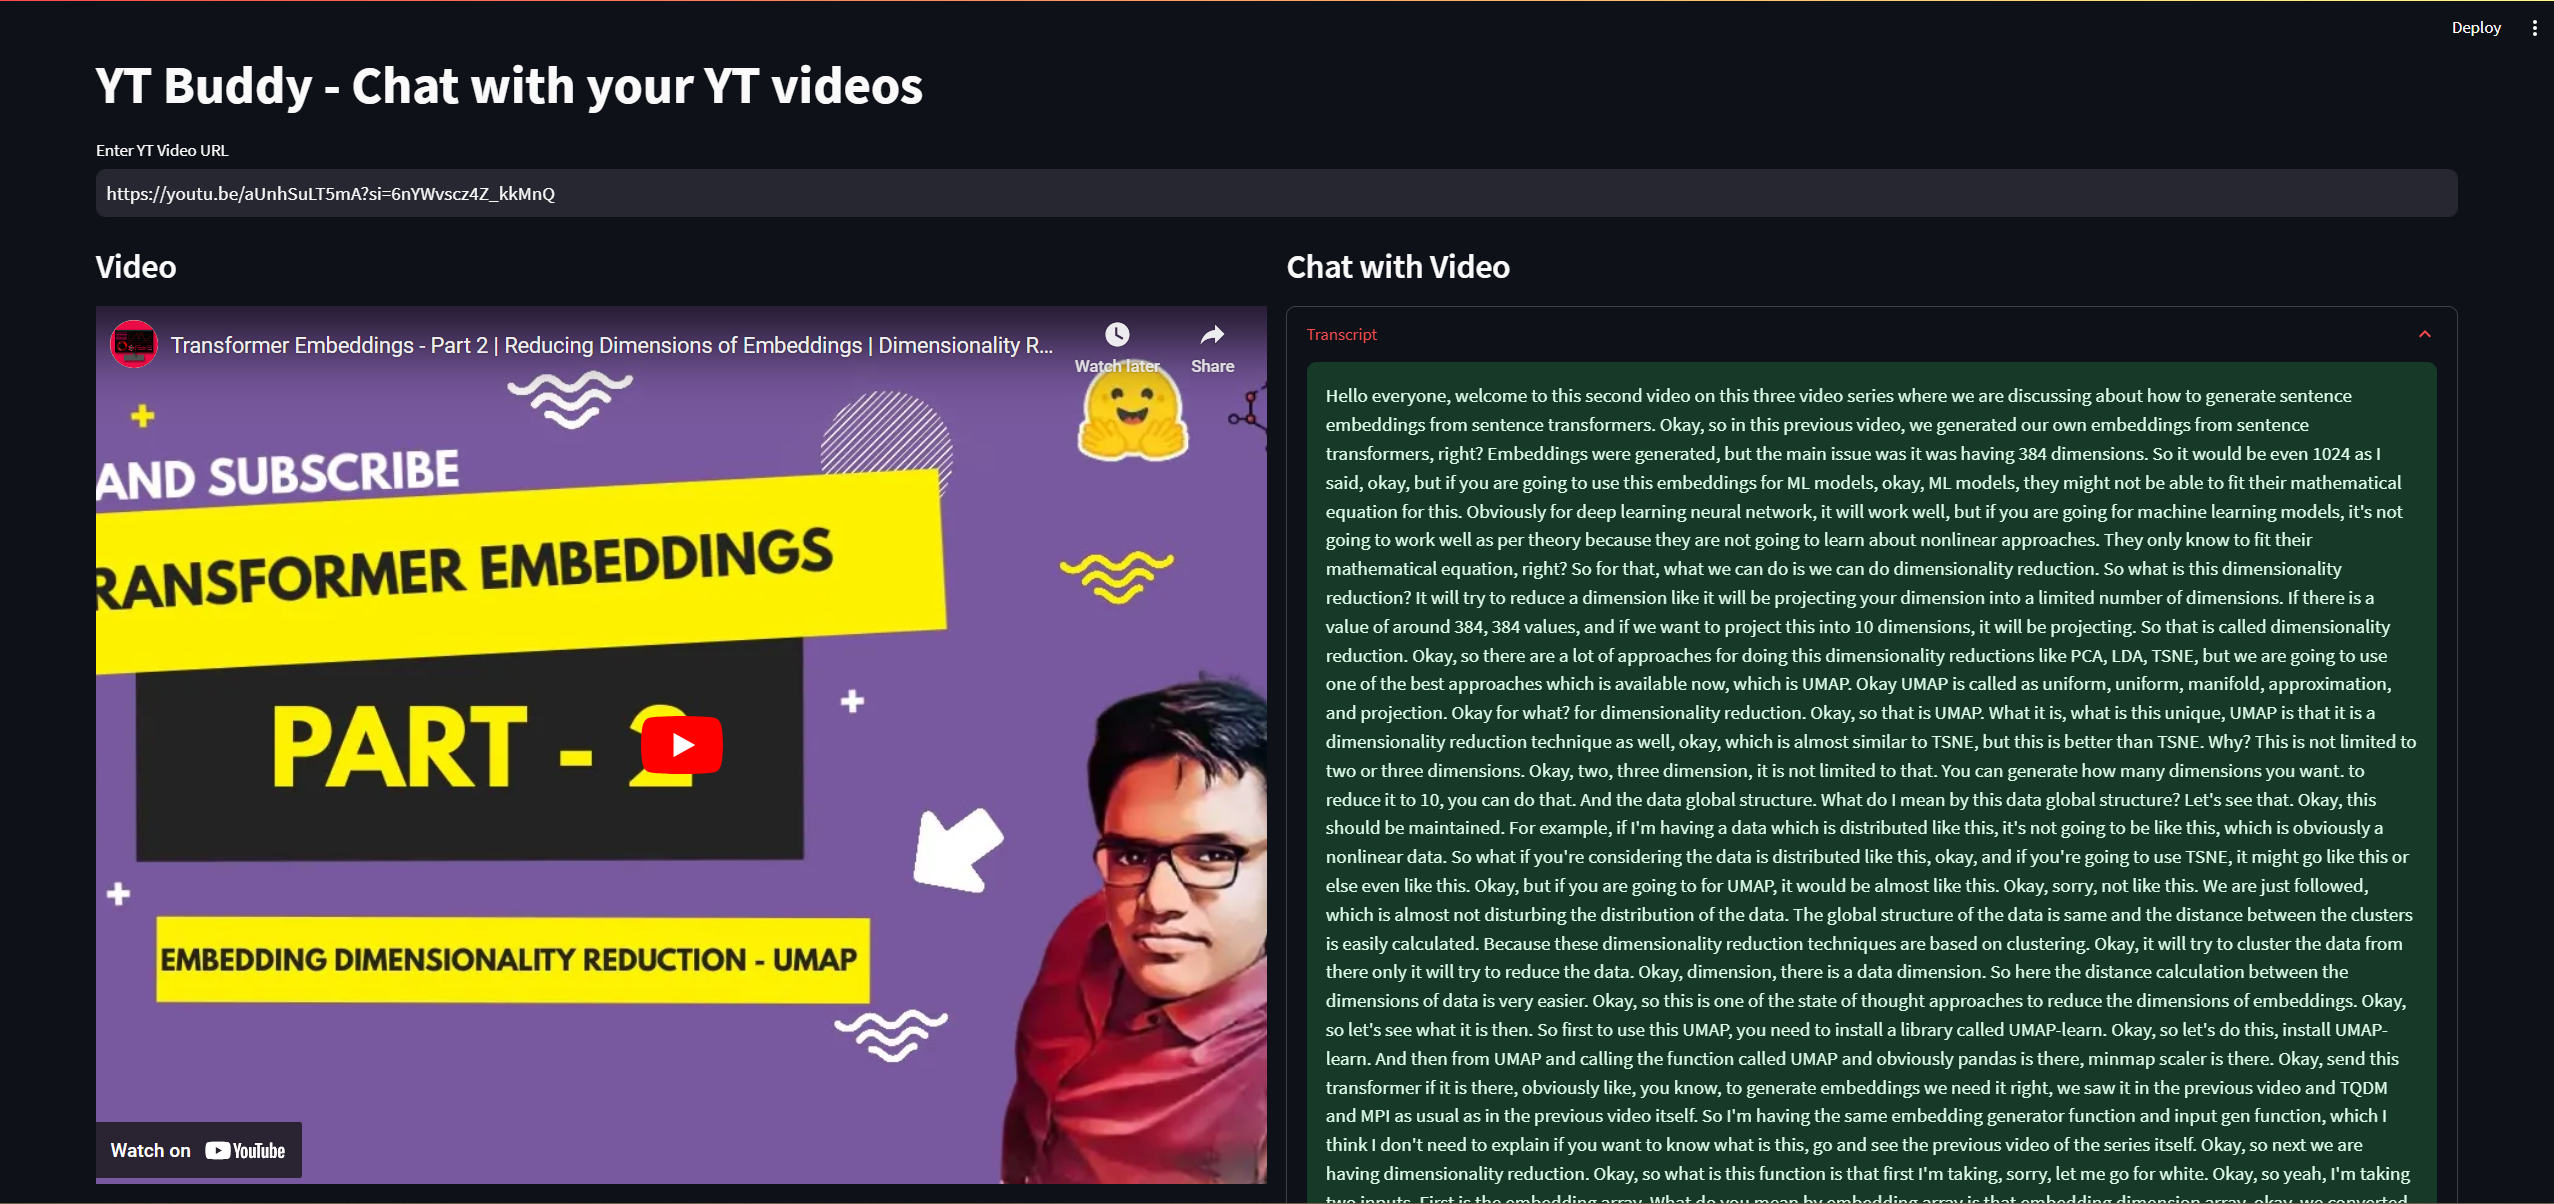 Deploy
YT Buddy - Chat with your YT videos
Enter YT Video URL
https://youtu.be/aUnhSuLT5mA?si=6nYWvscz4Z_kkMnQ
Video
Transformer Embeddings - Part 2 | Reducing Dimensions of Embeddings | Dimensionality R...
Watch later
Share
AND SUBSCRIBE
RANSFORMER EMBEDDINGS
PART - 2
EMBEDDING DIMENSIONALITY REDUCTION - UMAP
Watch on YouTube
Chat with Video
Transcript
Hello everyone, welcome to this second video on this three video series where we are discussing about how to generate sentence
embeddings from sentence transformers. Okay, so in this previous video, we generated our own embeddings from sentence
transformers, right? Embeddings were generated, but the main issue was it was having 384 dimensions. So it would be even 1024 as I
said, okay, but if you are going to use this embeddings for ML models, okay, ML models, they might not be able to fit their mathematical
equation for this. Obviously for deep learning neural network, it will work well, but if you are going for machine learning models, it's not
going to work well as per theory because they are not going to learn about nonlinear approaches. They only know to fit their
mathematical equation, right? So for that, what we can do is we can do dimensionality reduction. So what is this dimensionality
reduction? It will try to reduce a dimension like it will be projecting your dimension into a limited number of dimensions. If there is a
value of around 384, 384 values, and if we want to project this into 10 dimensions, it will be projecting. So that is called dimensionality
reduction. Okay, so there are a lot of approaches for doing this dimensionality reductions like PCA, LDA, TSNE, but we are going to use
one of the best approaches which is available now, which is UMAP. Okay UMAP is called as uniform, uniform, manifold, approximation,
and projection. Okay for what? for dimensionality reduction. Okay, so that is UMAP. What it is, what is this unique, UMAP is that it is a
dimensionality reduction technique as well, okay, which is almost similar to TSNE, but this is better than TSNE. Why? This is not limited to
two or three dimensions. Okay, two, three dimension, it is not limited to that. You can generate how many dimensions you want. to
reduce it to 10, you can do that. And the data global structure. What do I mean by this data global structure? Let's see that. Okay, this
should be maintained. For example, if I'm having a data which is distributed like this, it's not going to be like this, which is obviously a
nonlinear data. So what if you're considering the data is distributed like this, okay, and if you're going to use TSNE, it might go like this or
else even like this. Okay, but if you are going to for UMAP, it would be almost like this. Okay, sorry, not like this. We are just followed,
which is almost not disturbing the distribution of the data. The global structure of the data is same and the distance between the clusters
is easily calculated. Because these dimensionality reduction techniques are based on clustering. Okay, it will try to cluster the data from
there only it will try to reduce the data. Okay, dimension, there is a data dimension. So here the distance calculation between the
dimensions of data is very easier. Okay, so this is one of the state of thought approaches to reduce the dimensions of embeddings. Okay,
so let's see what it is then. So first to use this UMAP, you need to install a library called UMAP-learn. Okay, so let's do this, install UMAP-
learn. And then from UMAP and calling the function called UMAP and obviously pandas is there, minmap scaler is there. Okay, send this
transformer if it is there, obviously like, you know, to generate embeddings we need it right, we saw it in the previous video and TQDM
and MPI as usual as in the previous video itself. So I'm having the same embedding generator function and input gen function, which I
think I don't need to explain if you want to know what is this, go and see the previous video of the series itself. Okay, so next we are
having dimensionality reduction. Okay, so what is this function is that first I'm taking, sorry, let me go for white. Okay, so yeah, I'm taking
two inputs. First is the embedding array. What do you mean by embedding array is that embedding dimension array, okay, we converted